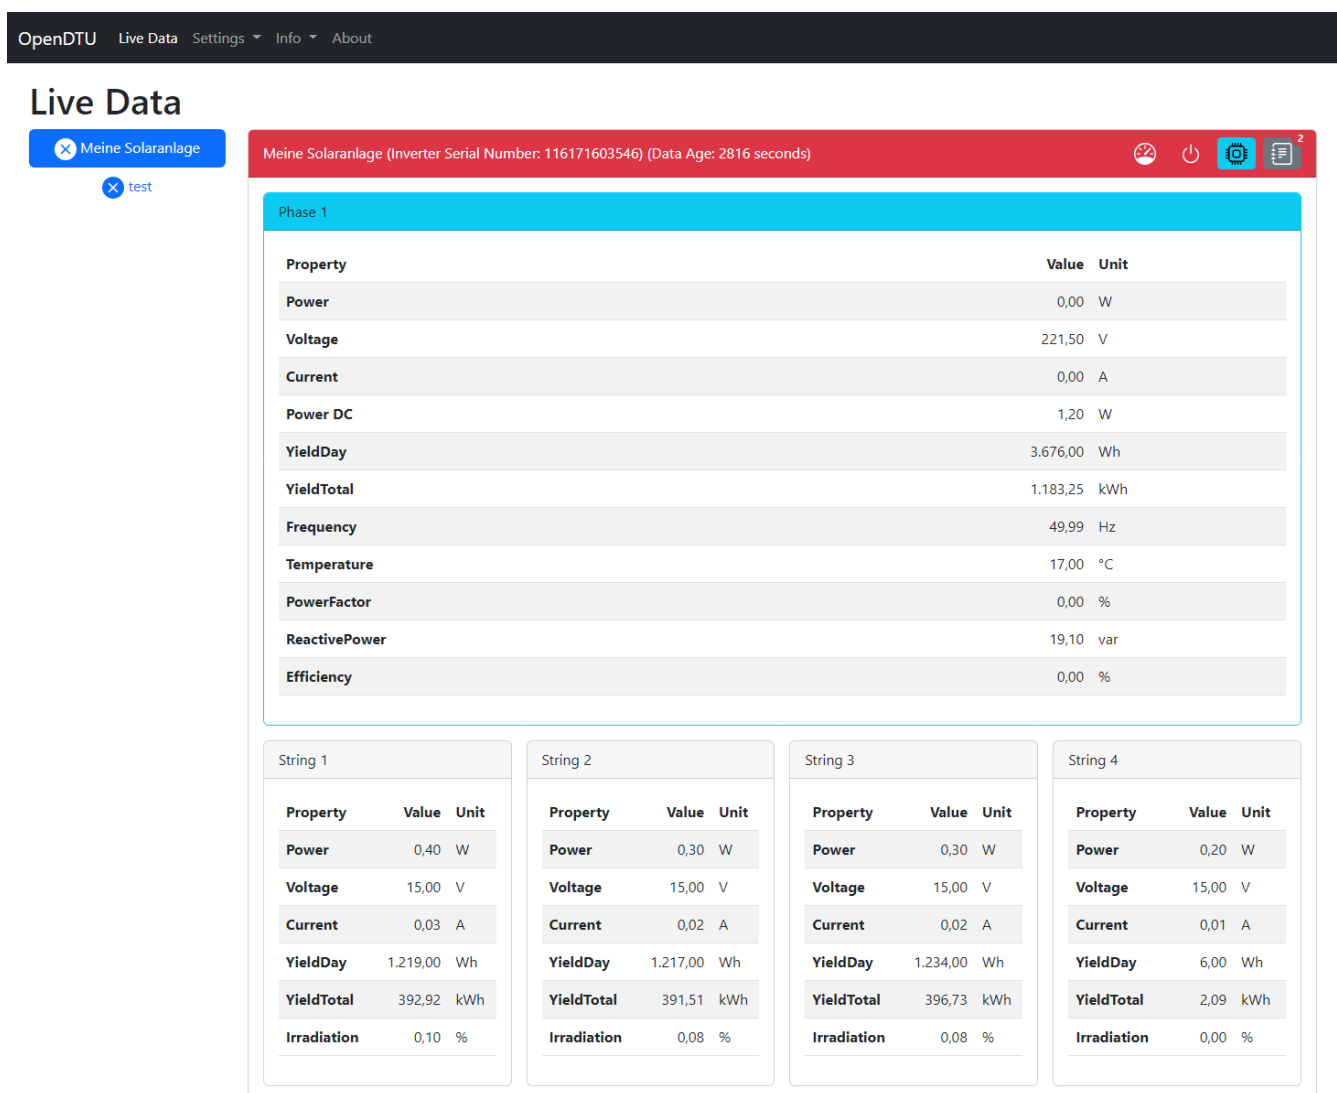 OpenDTU Live Data Settings Info About
Live Data
Meine Solaranlage
test
Meine Solaranlage (Inverter Serial Number: 116171603546) (Data Age: 2816 seconds)
2
Phase 1
Property Value Unit
Power 0,00 W
Voltage 221,50 V
Current 0,00 A
Power DC 1,20 W
YieldDay 3.676,00 Wh
YieldTotal 1.183,25 kWh
Frequency 49,99 Hz
Temperature 17,00 °C
PowerFactor 0,00 %
ReactivePower 19,10 var
Efficiency 0,00 %
String 1
Property Value Unit
Power 0,40 W
Voltage 15,00 V
Current 0,03 A
YieldDay 1.219,00 Wh
YieldTotal 392,92 kWh
Irradiation 0,10 %
String 2
Property Value Unit
Power 0,30 W
Voltage 15,00 V
Current 0,02 A
YieldDay 1.217,00 Wh
YieldTotal 391,51 kWh
Irradiation 0,08 %
String 3
Property Value Unit
Power 0,30 W
Voltage 15,00 V
Current 0,02 A
YieldDay 1.234,00 Wh
YieldTotal 396,73 kWh
Irradiation 0,08 %
String 4
Property Value Unit
Power 0,20 W
Voltage 15,00 V
Current 0,01 A
YieldDay 6,00 Wh
YieldTotal 2,09 kWh
Irradiation 0,00 %